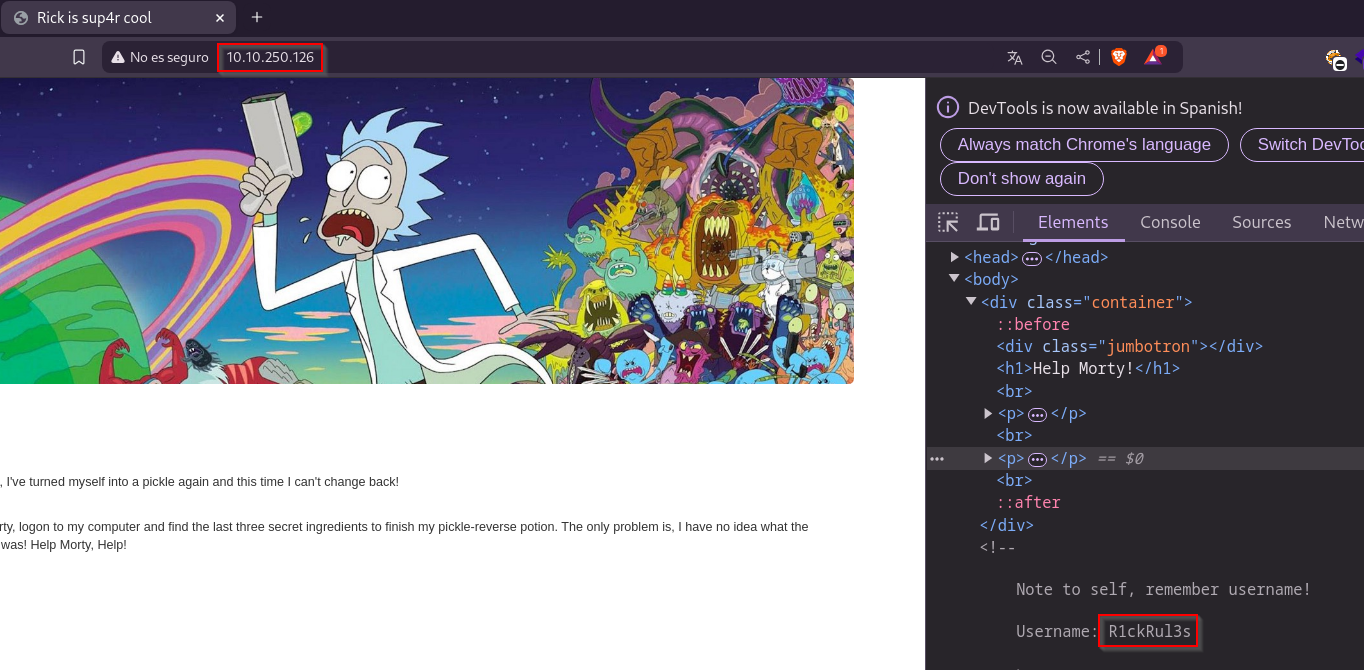 Rick is sup4r cool
No es seguro 10.10.250.126
1
, I've turned myself into a pickle again and this time I can't change back!
rty, logon to my computer and find the last three secret ingredients to finish my pickle-reverse potion. The only problem is, I have no idea what the
was! Help Morty, Help!
DevTools is now available in Spanish!
Always match Chrome's language
Switch DevToo
Don't show again
Elements Console Sources Netw
<head> ••• </head>
<body>
<div class="container">
::before
<div class="jumbotron"></div>
<h1>Help Morty!</h1>
<br>
<p> ••• </p>
<br>
••• <p> ••• </p> == $0
<br>
::after
</div>
<!--
Note to self, remember username!
Username: R1ckRul3s